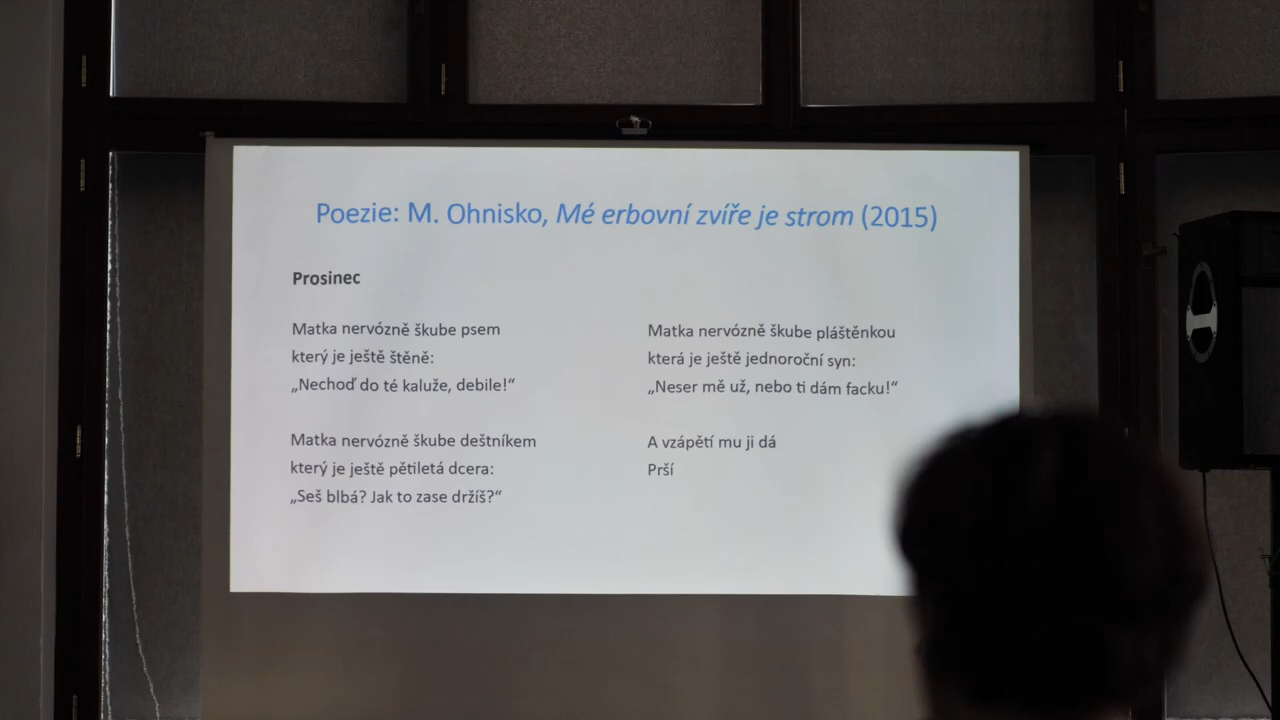 Poezie: M. Ohnisko, Mé erbovní zvíře je strom (2015)
Prosinec
Matka nervózně škube psem
který je ještě štěně:
„Nechoď do té kaluže, debile!“
Matka nervózně škube deštníkem
který je ještě pětiletá dcera:
„Seš blbá? Jak to zase držíš?“
Matka nervózně škube pláštěnkou
která je ještě jednoroční syn:
„Neser mě už, nebo ti dám facku!“
A vzápětí mu ji dá
Prší